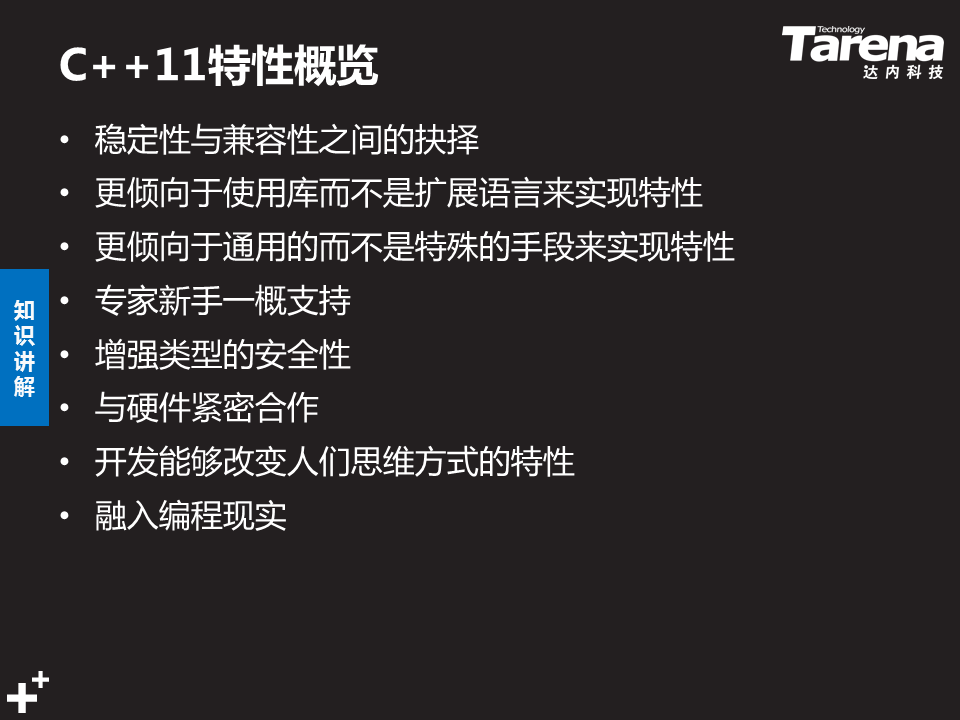 C++11特性概览
Technology
Tarena
达内科技
• 稳定性与兼容性之间的抉择
• 更倾向于使用库而不是扩展语言来实现特性
• 更倾向于通用的而不是特殊的手段来实现特性
• 专家新手一概支持
• 增强类型的安全性
• 与硬件紧密合作
• 开发能够改变人们思维方式的特性
• 融入编程现实
知识讲解